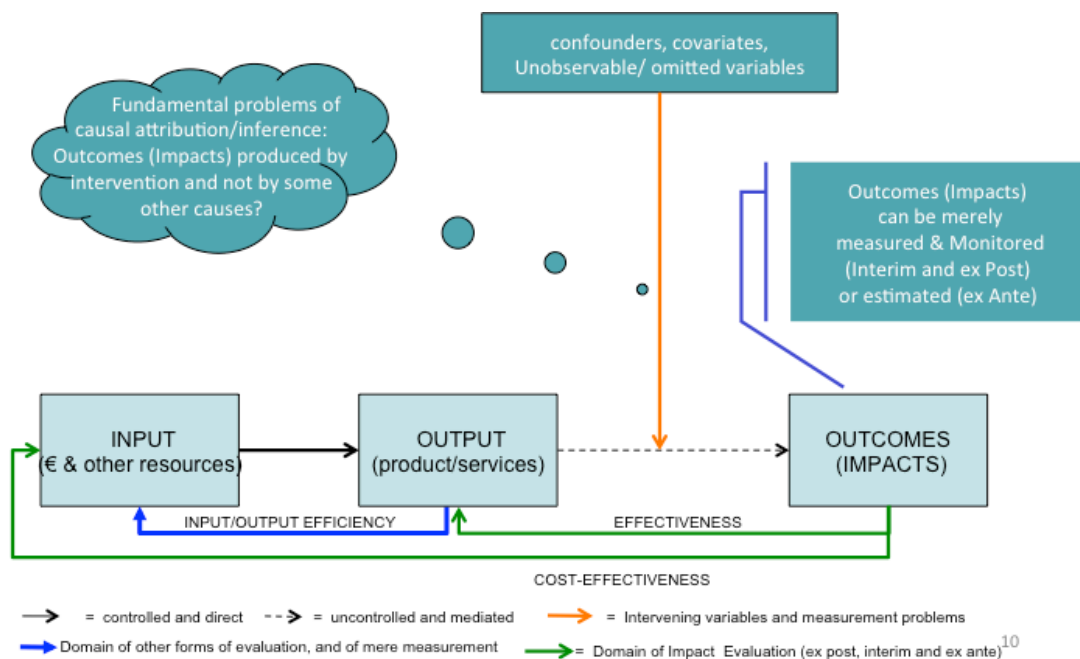 confounders, covariates,
Unobservable/ omitted variables
Fundamental problems of
causal attribution/inference:
Outcomes (Impacts) produced by
intervention and not by some
other causes?
Outcomes (Impacts)
can be merely
measured & Monitored
(Interim and ex Post)
or estimated (ex Ante)
INPUT
(€ & other resources)
OUTPUT
(product/services)
OUTCOMES
(IMPACTS)
INPUT/OUTPUT EFFICIENCY
EFFECTIVENESS
COST-EFFECTIVENESS
= controlled and direct
= uncontrolled and mediated
= Intervening variables and measurement problems
Domain of other forms of evaluation, and of mere measurement
= Domain of Impact Evaluation (ex post, interim and ex ante)
10